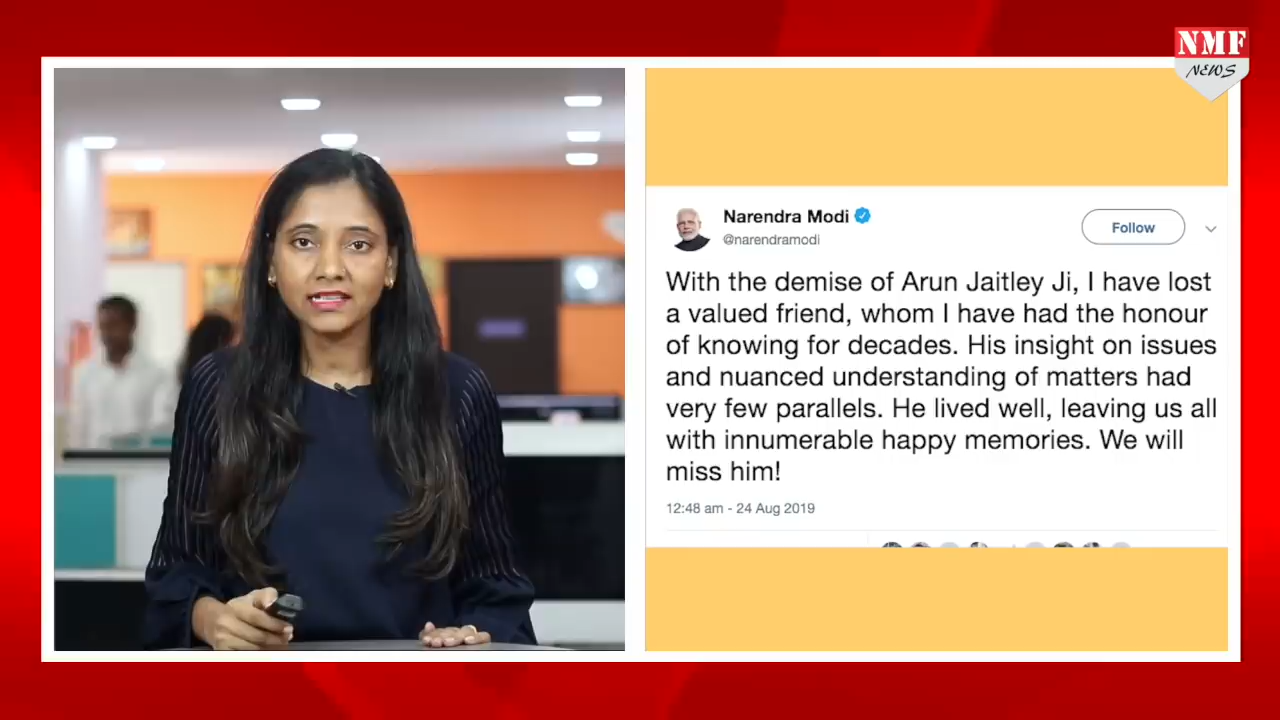 NMF
NEWS
Narendra Modi
@narendramodi
Follow
With the demise of Arun Jaitley Ji, I have lost
a valued friend, whom I have had the honour
of knowing for decades. His insight on issues
and nuanced understanding of matters had
very few parallels. He lived well, leaving us all
with innumerable happy memories. We will
miss him!
12:48 am - 24 Aug 2019